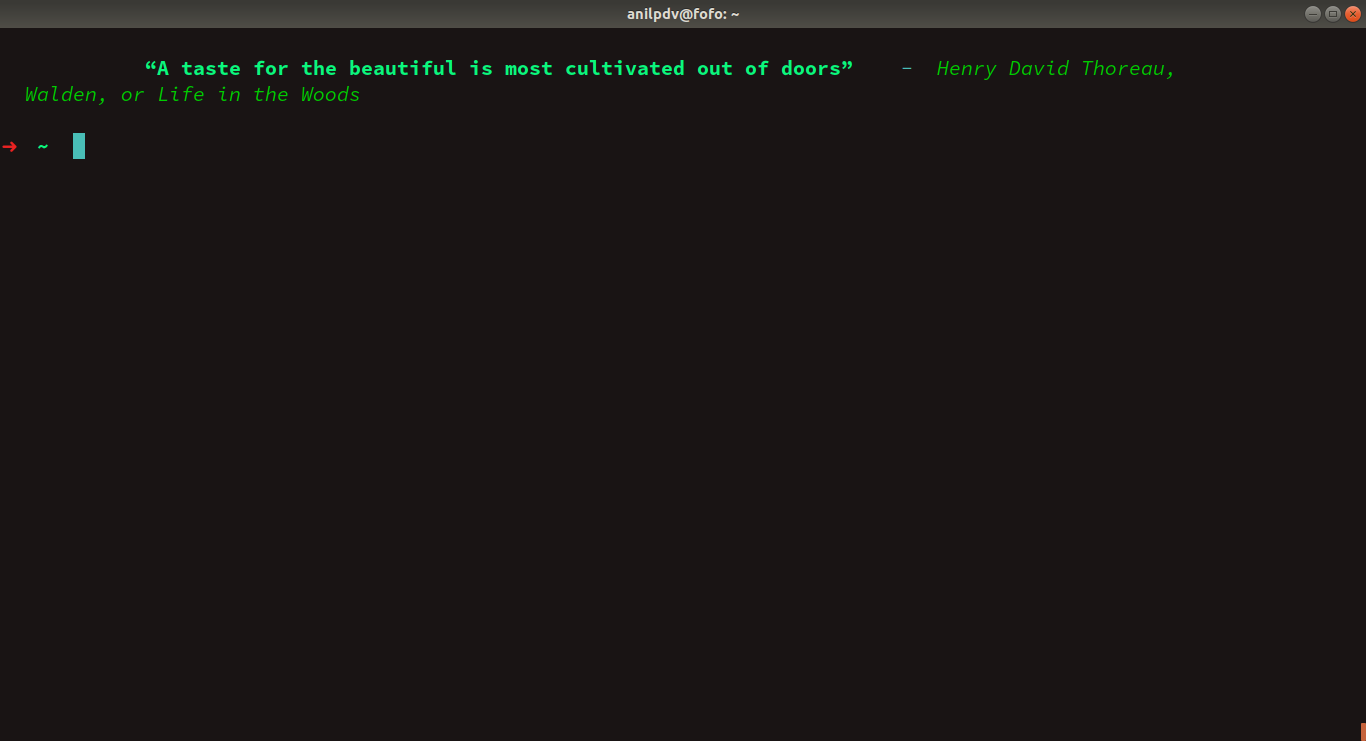 anilpdv@fofo: ~
“A taste for the beautiful is most cultivated out of doors” – Henry David Thoreau,
Walden, or Life in the Woods
➜ ~